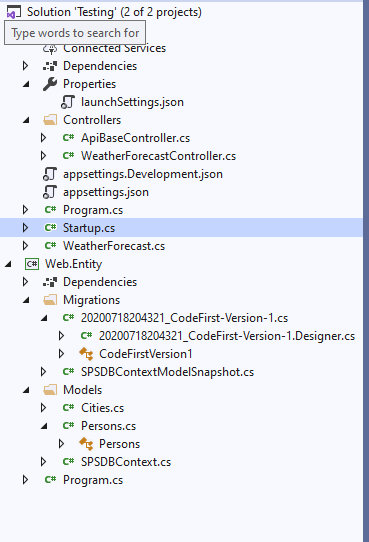 Solution 'Testing' (2 of 2 projects)
Type words to search for
Connected Services
Dependencies
Properties
launchSettings.json
Controllers
C# ApiBaseController.cs
C# WeatherForecastController.cs
appsettings.Development.json
appsettings.json
C# Program.cs
C# Startup.cs
C# WeatherForecast.cs
C# Web.Entity
Dependencies
Migrations
C# 20200718204321_CodeFirst-Version-1.cs
C# 20200718204321_CodeFirst-Version-1.Designer.cs
CodeFirstVersion1
C# SPSDBContextModelSnapshot.cs
Models
C# Cities.cs
C# Persons.cs
Persons
C# SPSDBContext.cs
C# Program.cs